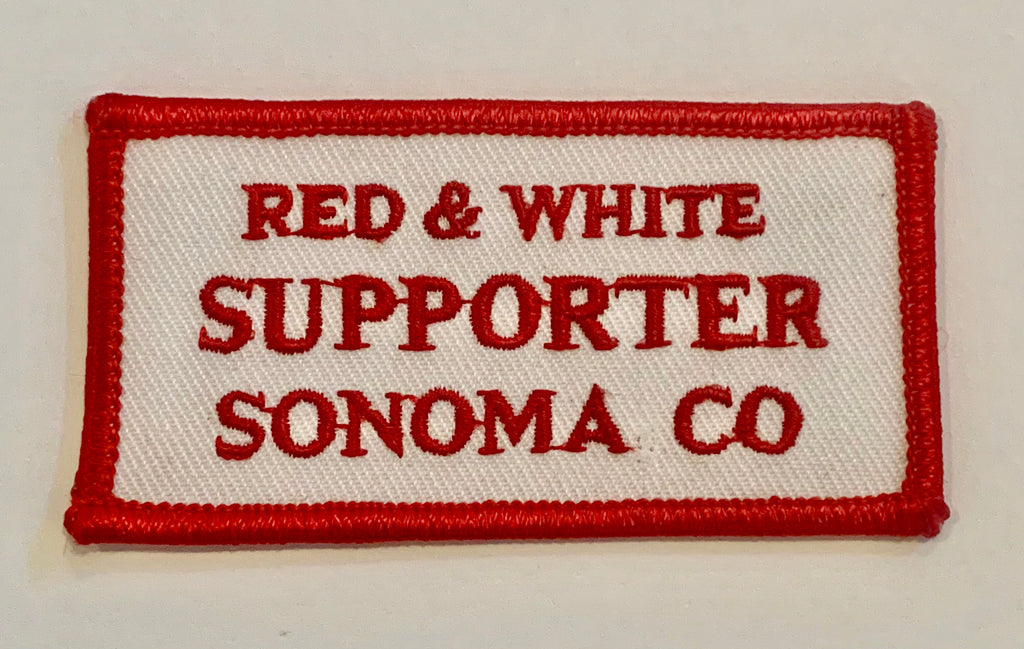 RED & WHITE
SUPPORTER
SONOMA CO